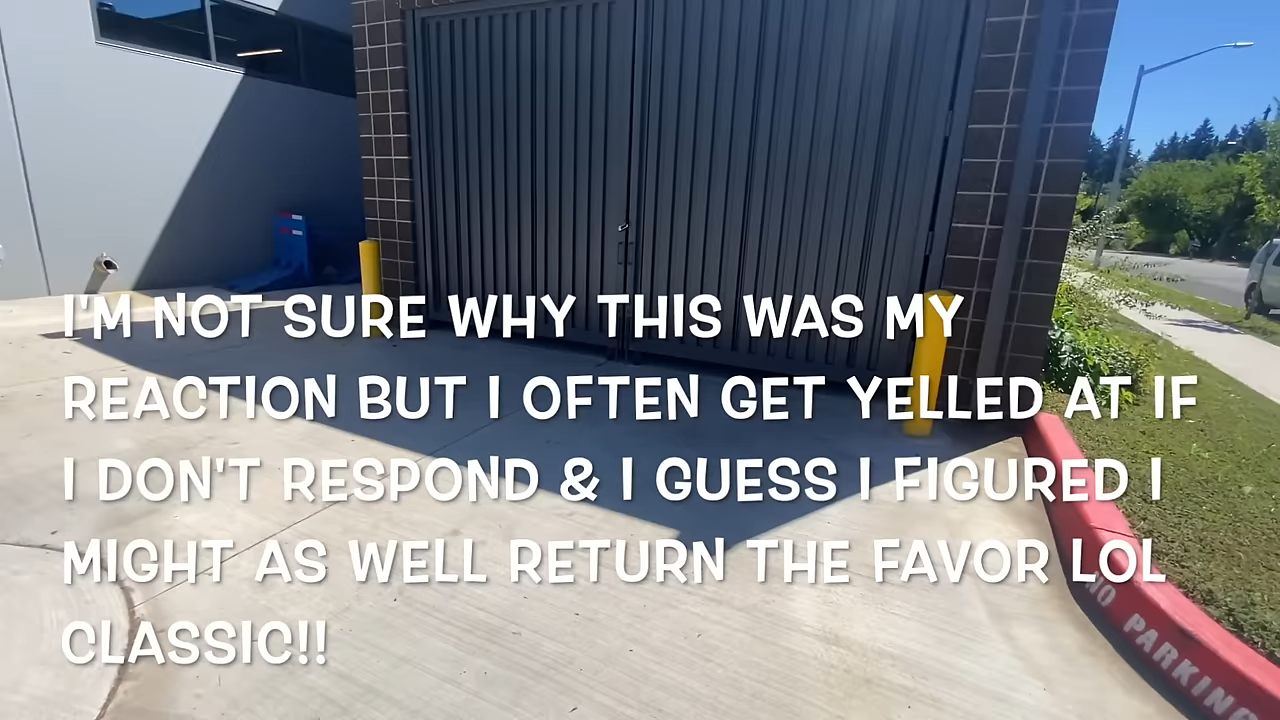 I'M NOT SURE WHY THIS WAS MY
REACTION BUT I OFTEN GET YELLED AT IF
I DON'T RESPOND & I GUESS I FIGURED I
MIGHT AS WELL RETURN THE FAVOR LOL
CLASSIC!!
NO PARKING